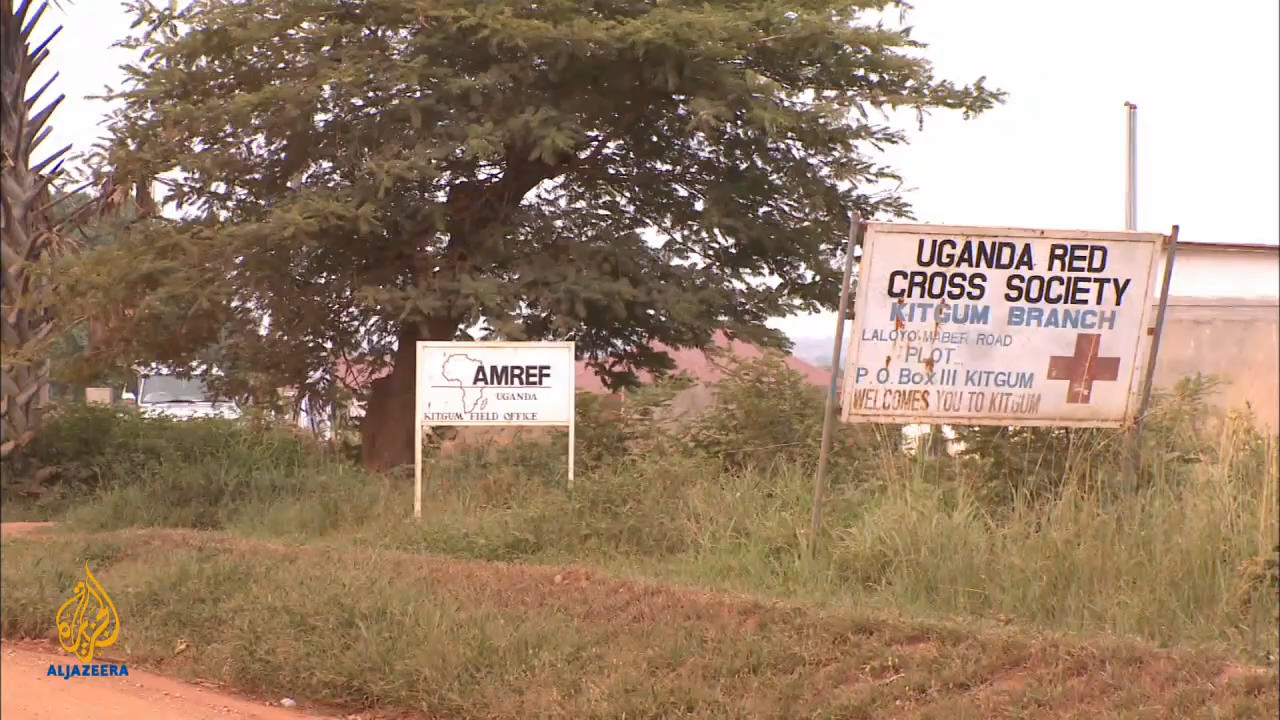 UGANDA RED
CROSS SOCIETY
KITGUM BRANCH
LALOYO-MABER ROAD
PLOT
P.O. Box III KITGUM
WELCOMES YOU TO KITGUM
AMREF
UGANDA
KITGUM FIELD OFFICE
الجزيرة
ALJAZEERA